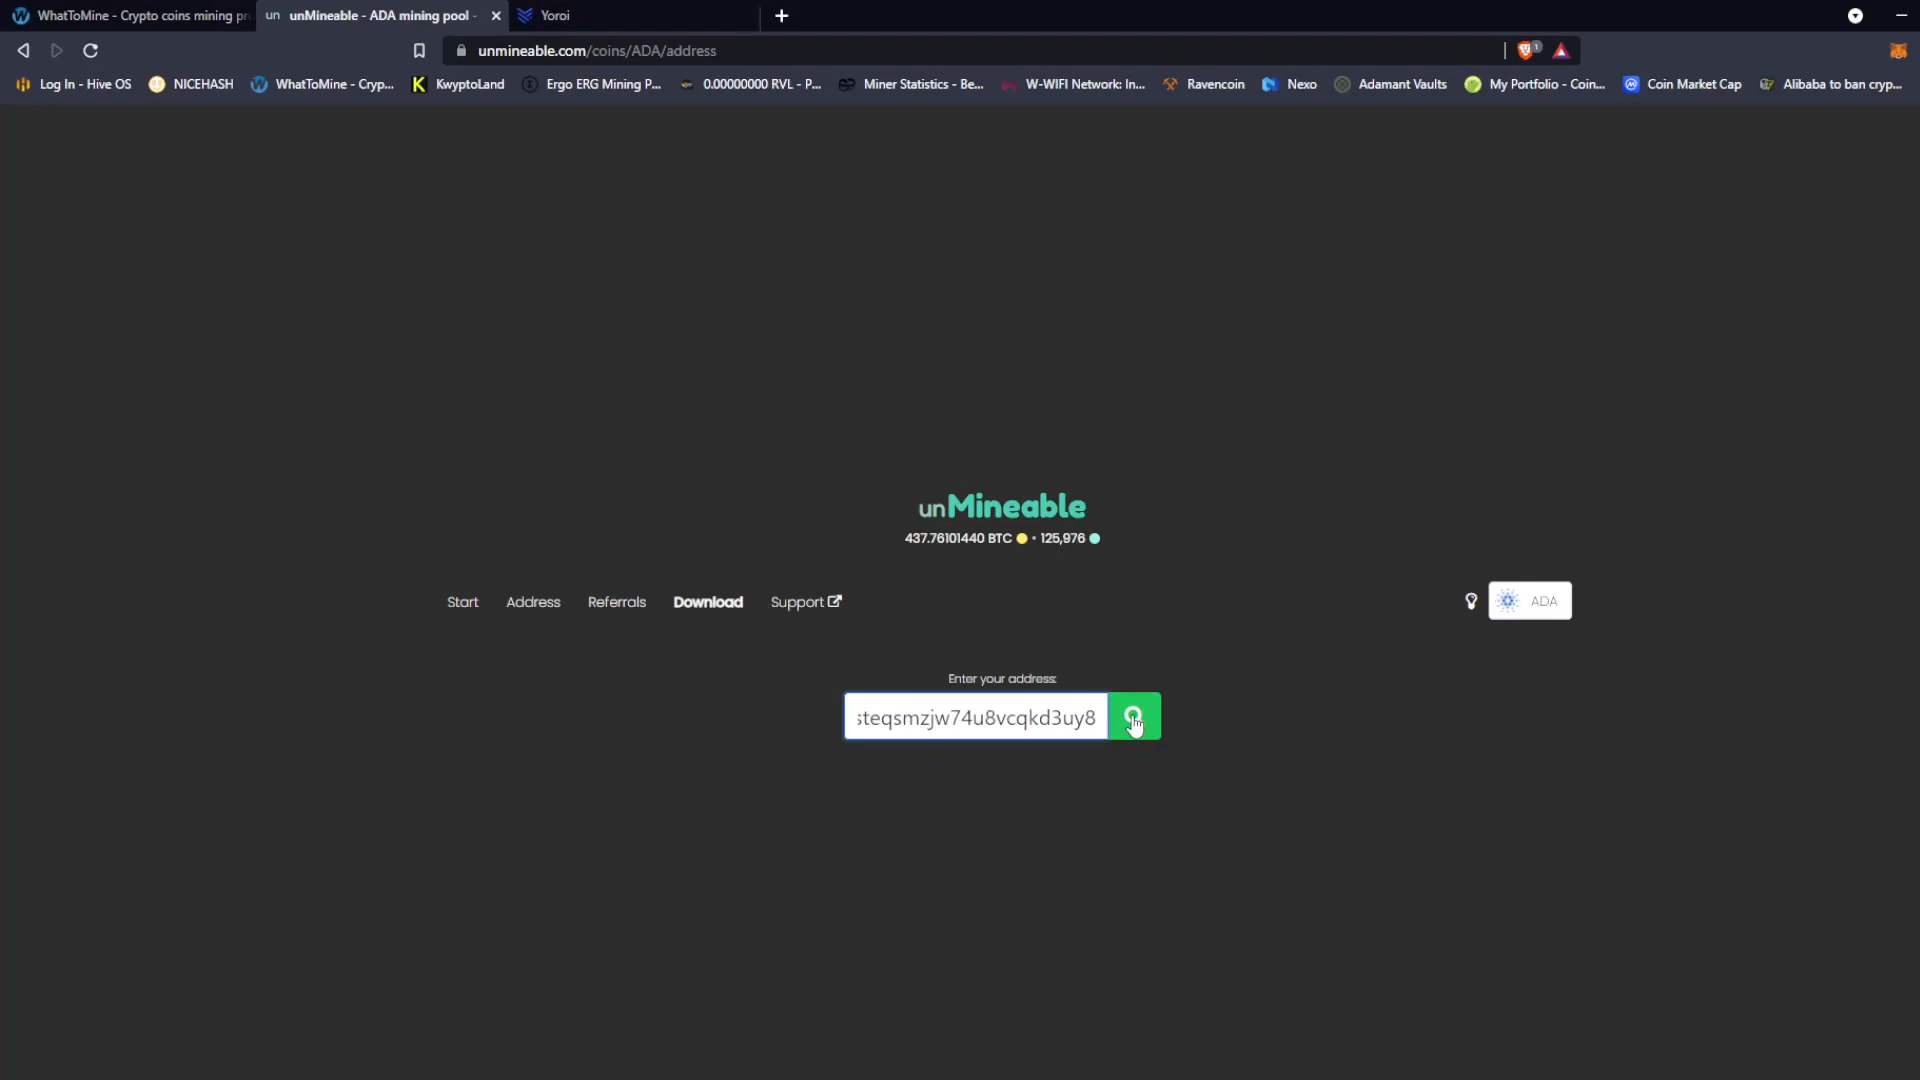 WhatToMine - Crypto coins mining pr
un unMineable - ADA mining pool -
Yoroi
unmineable.com/coins/ADA/address
1
Log In - Hive OS
NICEHASH
WhatToMine - Cryp...
K KwyptoLand
Ergo ERG Mining P...
0.00000000 RVL - P...
Miner Statistics - Be...
W-WIFI Network: In...
Ravencoin
Nexo
Adamant Vaults
My Portfolio - Coin...
Coin Market Cap
Alibaba to ban cryp...
unMineable
437.76101440 BTC • 125,976
Start Address Referrals Download Support
ADA
Enter your address:
steqsmzjw74u8vcqkd3uy8